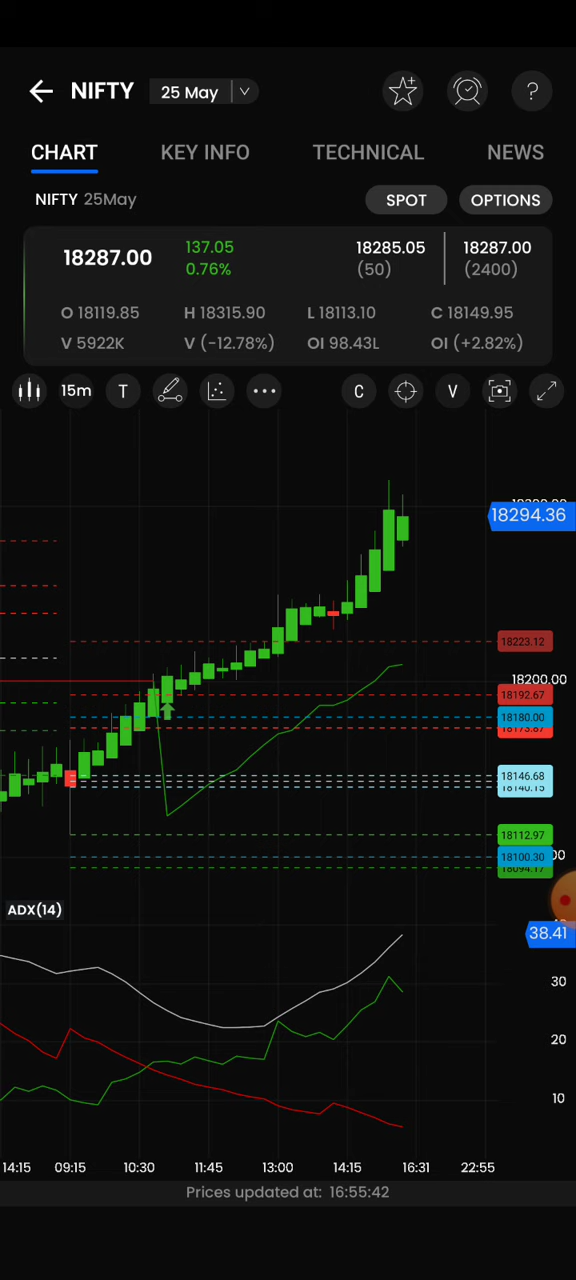 NIFTY 25 May ?
CHART KEY INFO TECHNICAL NEWS
NIFTY 25May SPOT OPTIONS
18287.00 137.05 0.76% 18285.05 (50) 18287.00 (2400)
O 18119.85 H 18315.90 L 18113.10 C 18149.95
V 5922K V (-12.78%) OI 98.43L OI (+2.82%)
15m T C V
18294.36
18223.12
18200.00
18192.67
18180.00
18146.68
18112.97
18100.30
ADX(14)
38.41
30
20
10
14:15 09:15 10:30 11:45 13:00 14:15 16:31 22:55
Prices updated at: 16:55:42